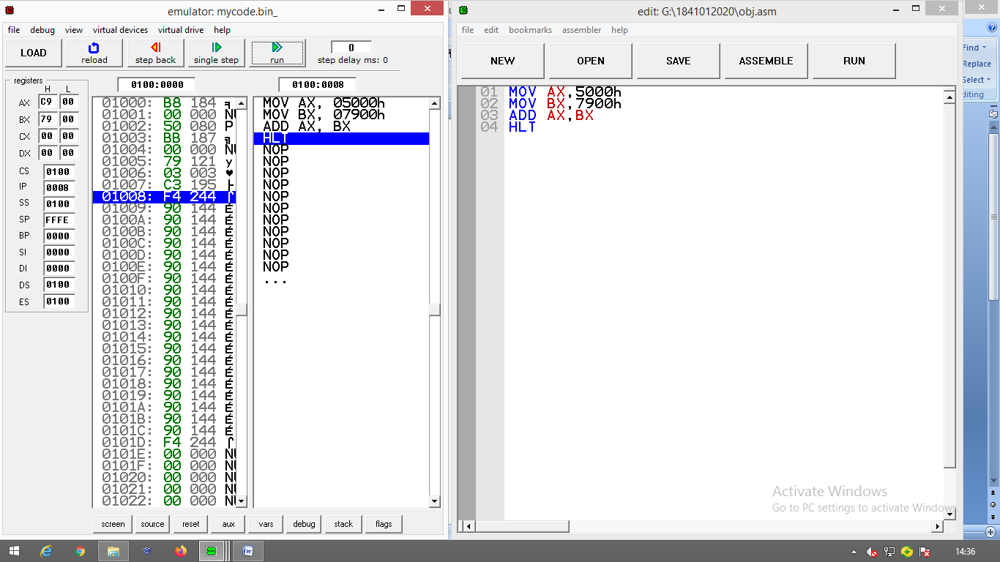 emulator: mycode.bin_
file debug view virtual devices virtual drive help
LOAD reload step back single step run 0 step delay ms: 0
registers 0100:0000 0100:0008
H L
AX C9 00
BX 79 00
CX 00 00
DX 00 00
CS 0100
IP 0008
SS 0100
SP FFFE
BP 0000
SI 0000
DI 0000
DS 0100
ES 0100
01000: B8 184 ╕
01001: 00 000 NU
01002: 50 080 P
01003: BB 187 ╗
01004: 00 000 NU
01005: 79 121 y
01006: 03 003 ♥
01007: C3 195 ├
01008: F4 244 ⌠
01009: 90 144 É
0100A: 90 144 É
0100B: 90 144 É
0100C: 90 144 É
0100D: 90 144 É
0100E: 90 144 É
0100F: 90 144 É
01010: 90 144 É
01011: 90 144 É
01012: 90 144 É
01013: 90 144 É
01014: 90 144 É
01015: 90 144 É
01016: 90 144 É
01017: 90 144 É
01018: 90 144 É
01019: 90 144 É
0101A: 90 144 É
0101B: 90 144 É
0101C: 90 144 É
0101D: F4 244 ⌠
0101E: 00 000 NU
0101F: 00 000 NU
01020: 00 000 NU
01021: 00 000 NU
01022: 00 000 NU
MOV AX, 05000h
MOV BX, 07900h
ADD AX, BX
HLT
NOP
NOP
NOP
NOP
NOP
NOP
NOP
NOP
NOP
NOP
NOP
...
screen source reset aux vars debug stack flags
edit: G:\1841012020\obj.asm
file edit bookmarks assembler help
NEW OPEN SAVE ASSEMBLE RUN
01 MOV AX,5000h
02 MOV BX,7900h
03 ADD AX,BX
04 HLT
Find
Replace
Select
diting
Activate Windows
Go to PC settings to activate Windows.
14:36